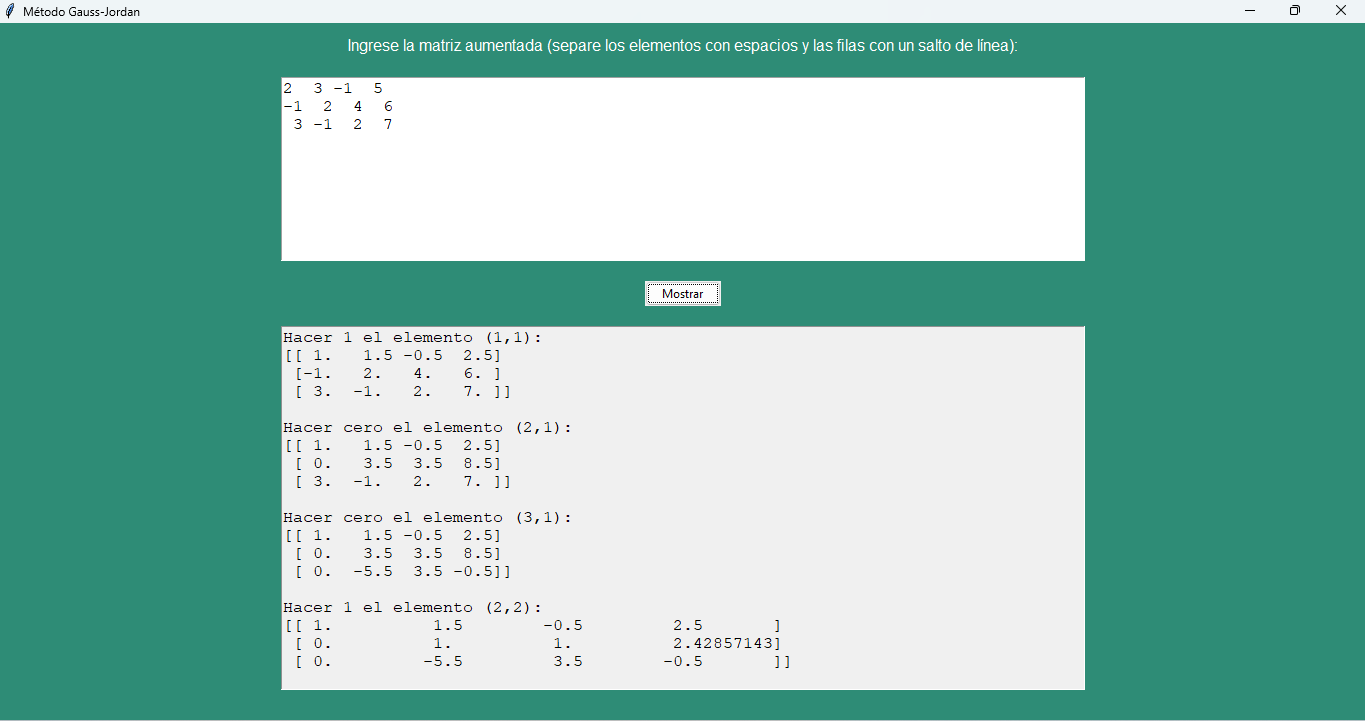 Método Gauss-Jordan
Ingrese la matriz aumentada (separe los elementos con espacios y las filas con un salto de línea):
2  3 -1  5
-1  2  4  6
 3 -1  2  7
Mostrar
Hacer 1 el elemento (1,1):
[[ 1.   1.5 -0.5  2.5]
 [-1.   2.   4.   6. ]
 [ 3.  -1.   2.   7. ]]
Hacer cero el elemento (2,1):
[[ 1.   1.5 -0.5  2.5]
 [ 0.   3.5  3.5  8.5]
 [ 3.  -1.   2.   7. ]]
Hacer cero el elemento (3,1):
[[ 1.   1.5 -0.5  2.5]
 [ 0.   3.5  3.5  8.5]
 [ 0.  -5.5  3.5 -0.5]]
Hacer 1 el elemento (2,2):
[[ 1.          1.5        -0.5         2.5       ]
 [ 0.          1.          1.          2.42857143]
 [ 0.         -5.5         3.5        -0.5       ]]